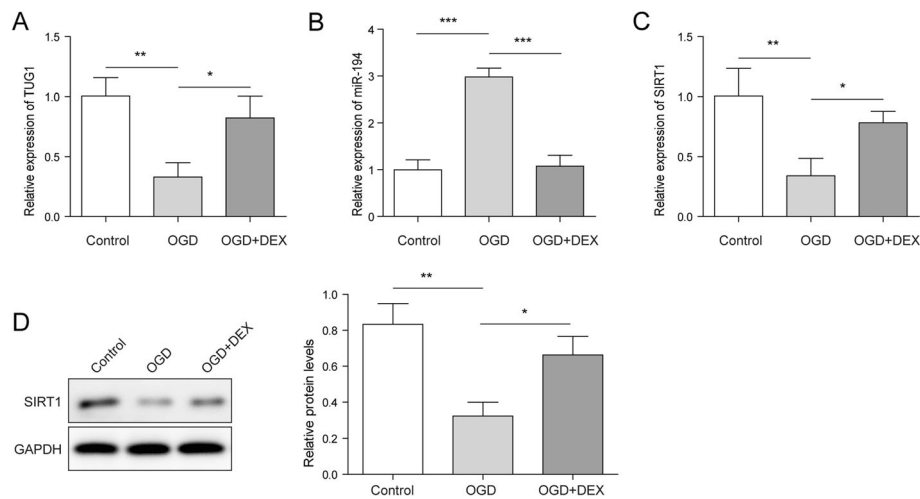 A
Relative expression of TUG1
1.5
1.0
0.5
0.0
**
*
Control
OGD
OGD+DEX
B
Relative expression of miR-194
4
3
2
1
0
***
***
Control
OGD
OGD+DEX
C
Relative expression of SIRT1
1.5
1.0
0.5
0.0
**
*
Control
OGD
OGD+DEX
D
Control
OGD
OGD+DEX
SIRT1
GAPDH
Relative protein levels
1.0
0.8
0.6
0.4
0.2
0.0
**
*
Control
OGD
OGD+DEX